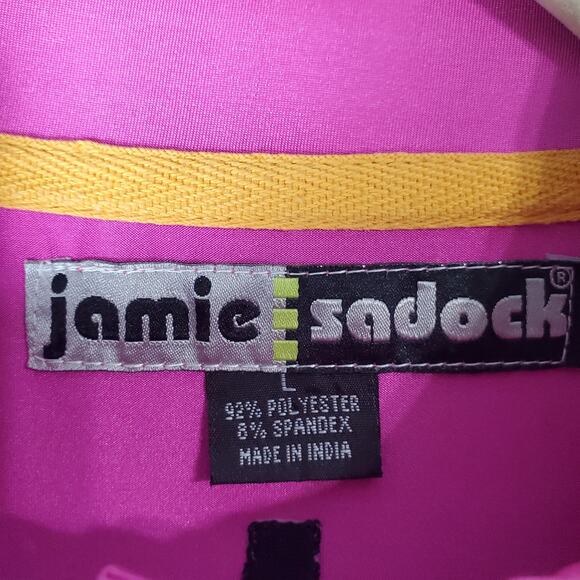 jamie sadock®
L
92% POLYESTER
8% SPANDEX
MADE IN INDIA